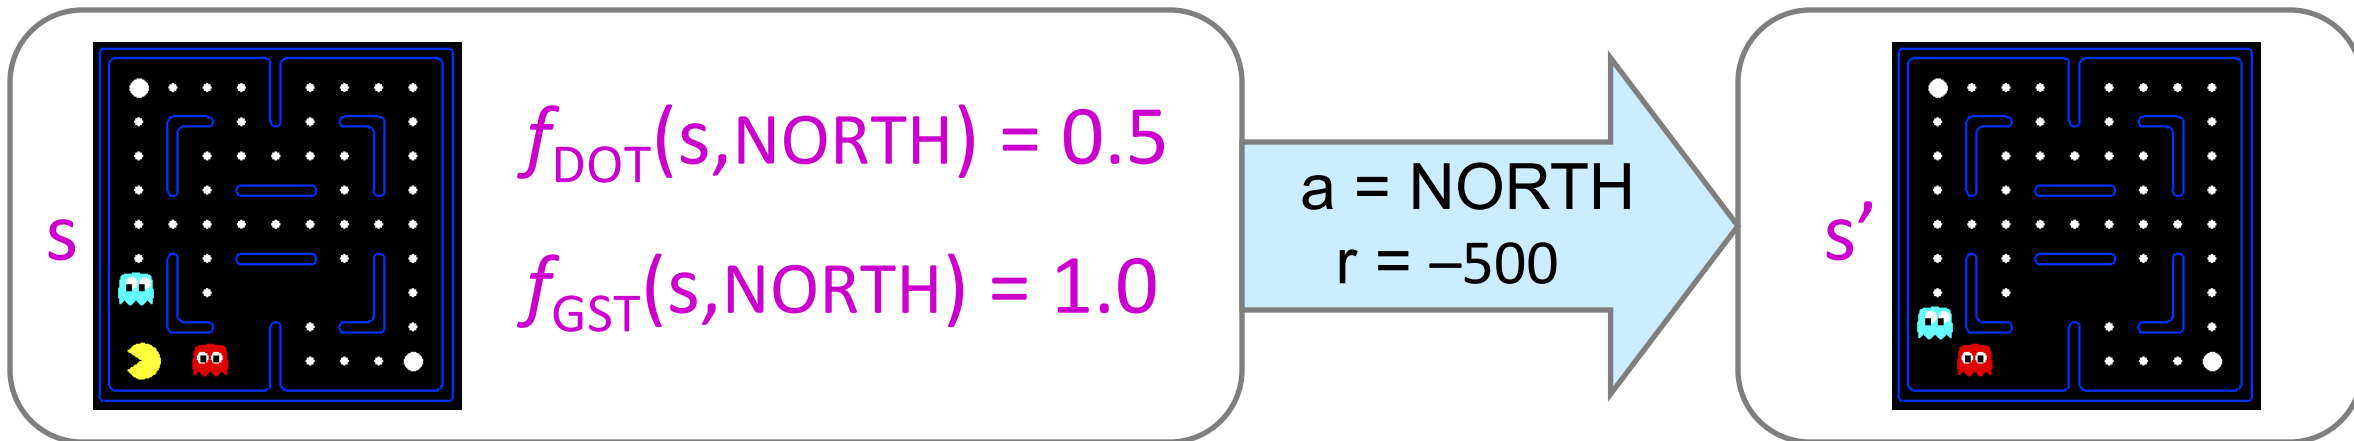 s
f_DOT(s,NORTH) = 0.5
f_GST(s,NORTH) = 1.0
a = NORTH
r = –500
s’